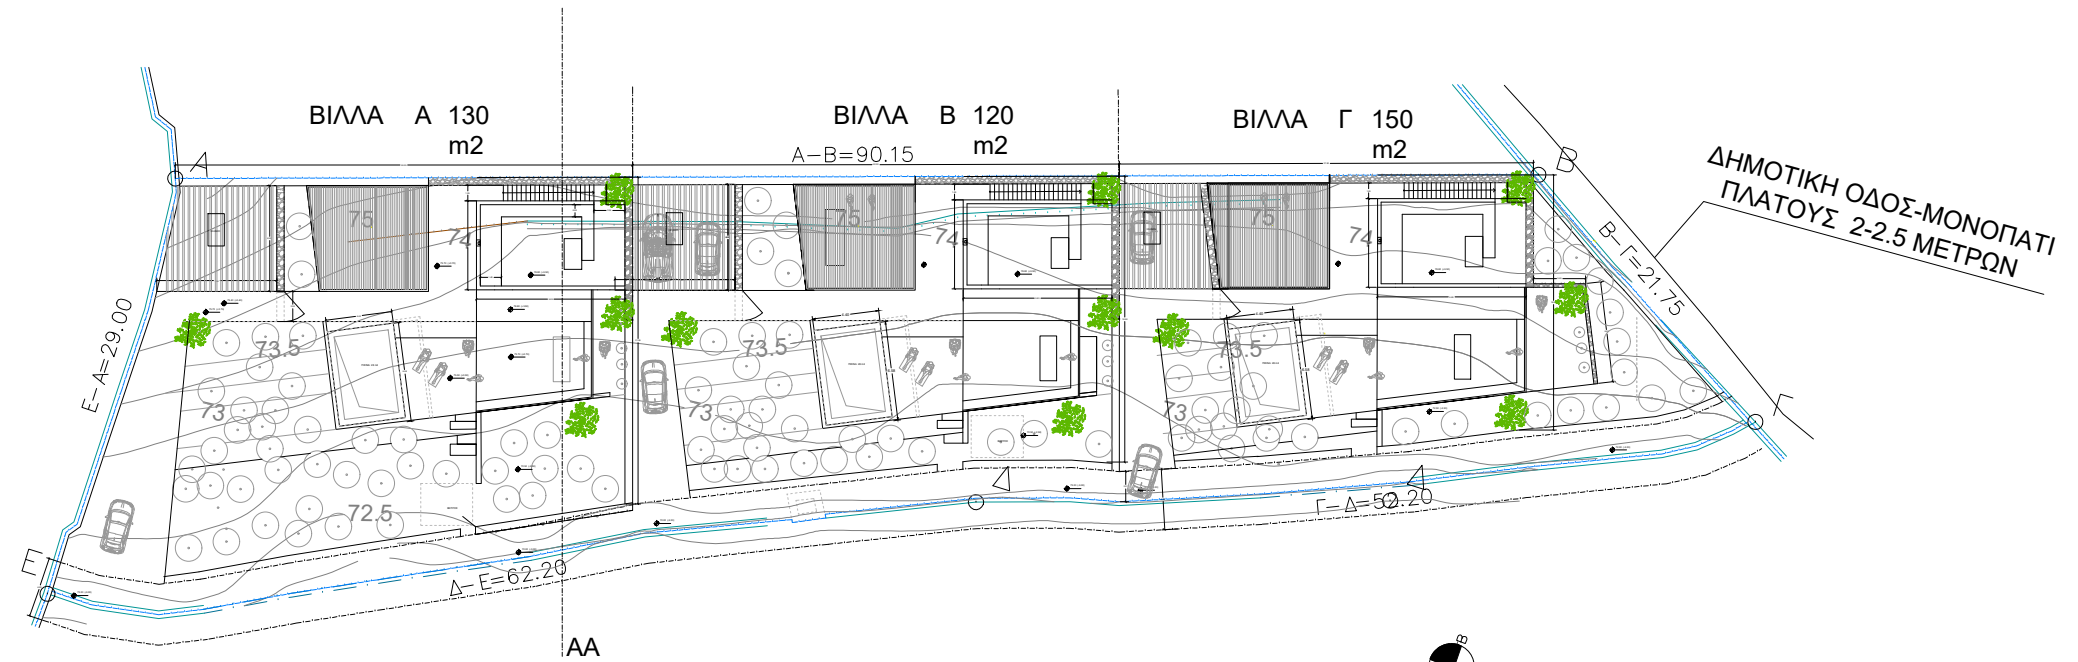 ΒΙΛΛΑ Α 130
m2
ΒΙΛΛΑ Β 120
m2
ΒΙΛΛΑ Γ 150
m2
Α-Β=90.15
Α
Β
ΔΗΜΟΤΙΚΗ ΟΔΟΣ-ΜΟΝΟΠΑΤΙ
ΠΛΑΤΟΥΣ 2-2.5 ΜΕΤΡΩΝ
Β-Γ=21.75
75
74
75
74
75
74
Ε-Α=29.00
73.5
73.5
73.5
73
73
73
Γ
72.5
Δ
Δ
Γ-Δ=52.20
Ε
Δ-Ε=62.20
ΑΑ
Β